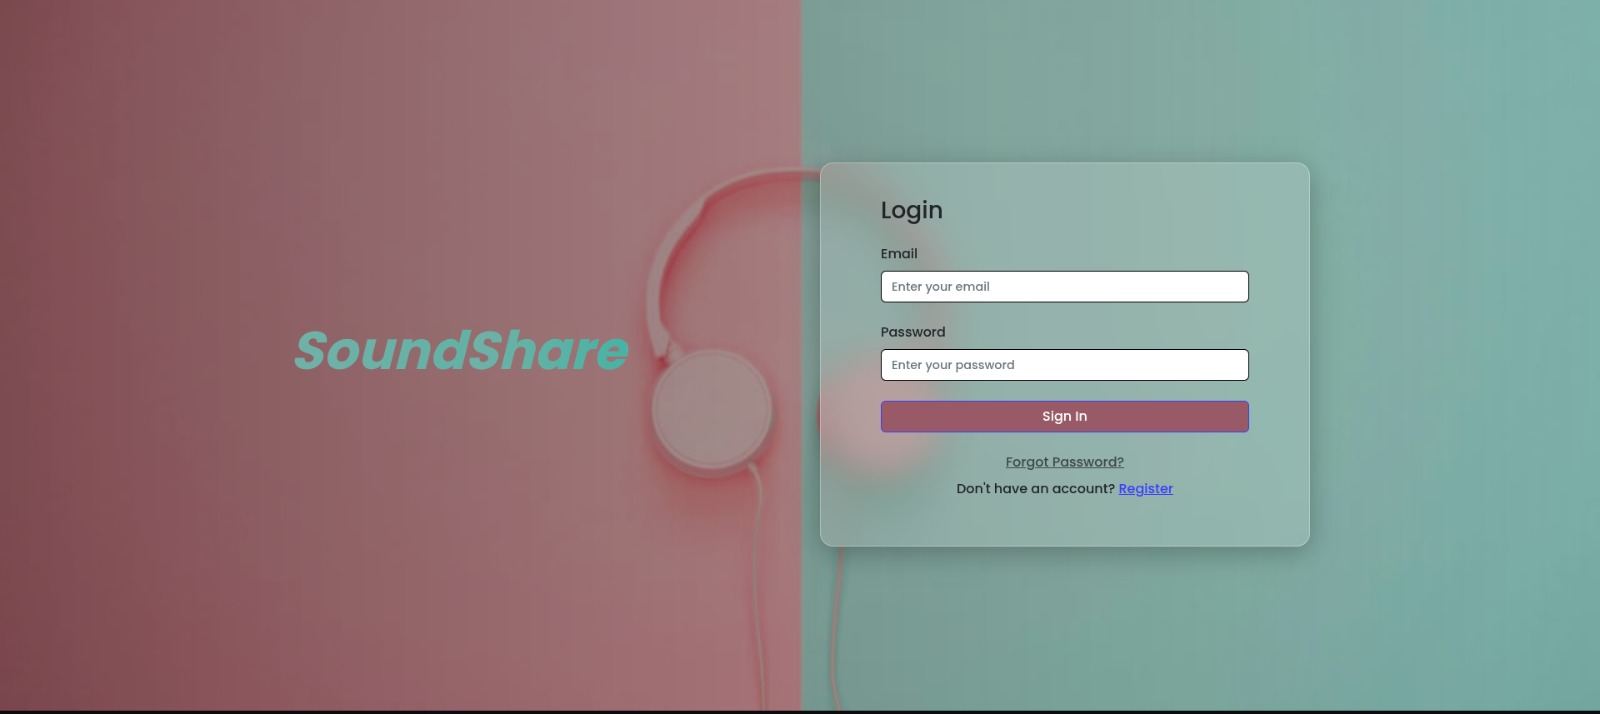 SoundShare
Login
Email
Enter your email
Password
Enter your password
Sign In
Forgot Password?
Don't have an account? Register